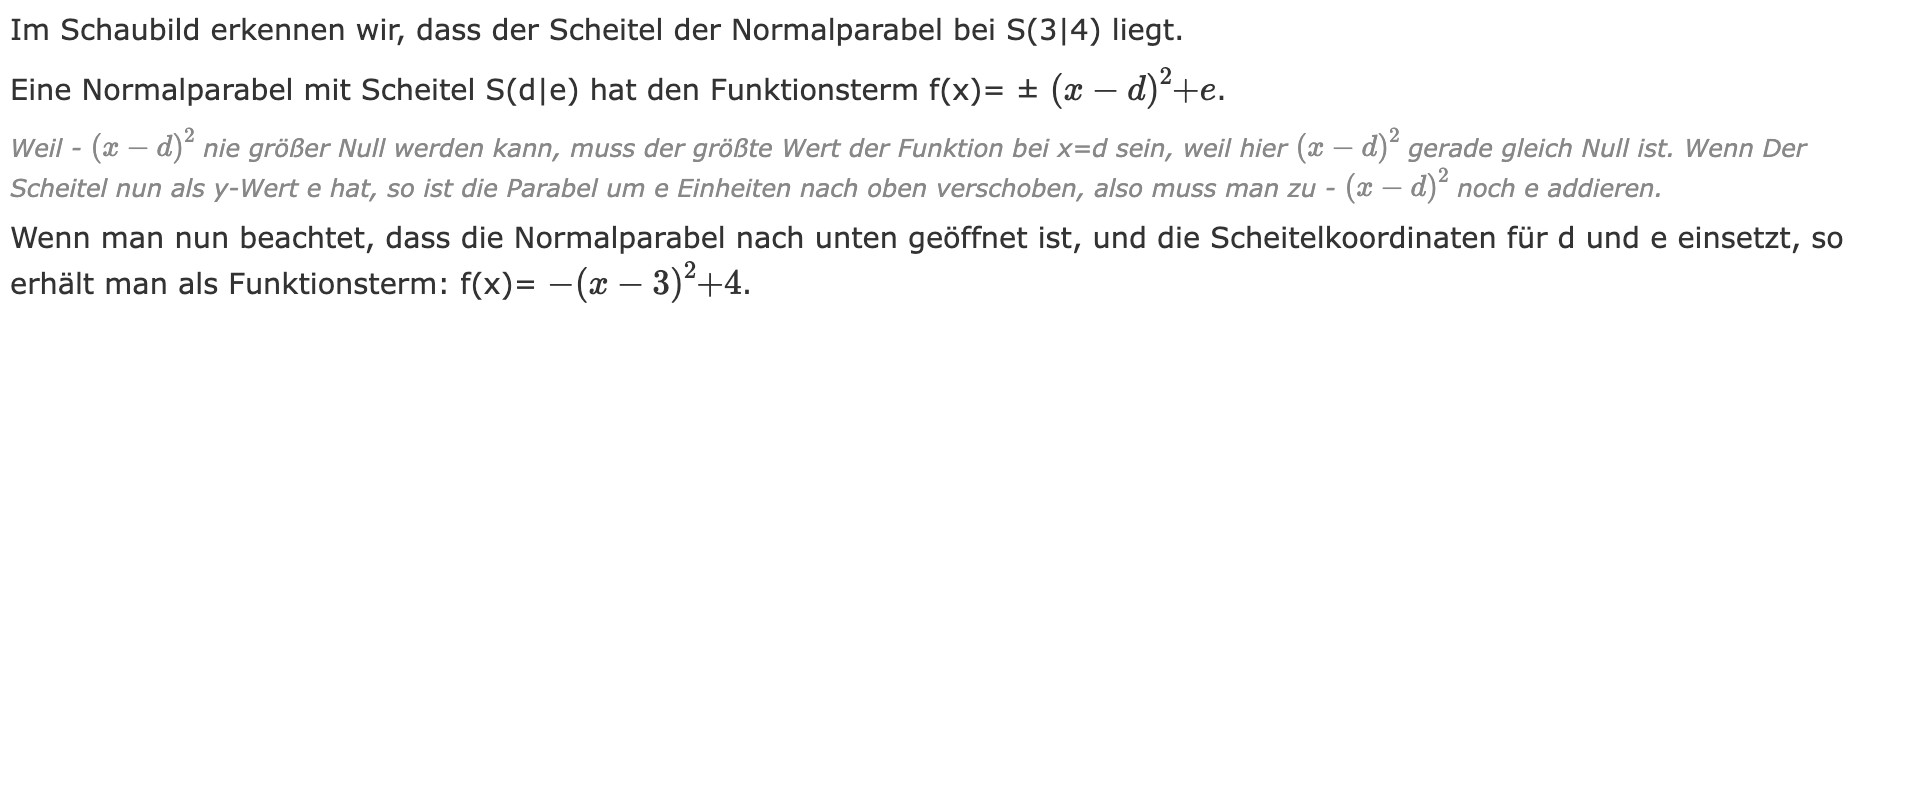 Im Schaubild erkennen wir, dass der Scheitel der Normalparabel bei S(3|4) liegt.
Eine Normalparabel mit Scheitel S(d|e) hat den Funktionsterm f(x)= ± (x − d)²+e.
Weil - (x − d)² nie größer Null werden kann, muss der größte Wert der Funktion bei x=d sein, weil hier (x − d)² gerade gleich Null ist. Wenn Der
Scheitel nun als y-Wert e hat, so ist die Parabel um e Einheiten nach oben verschoben, also muss man zu - (x − d)² noch e addieren.
Wenn man nun beachtet, dass die Normalparabel nach unten geöffnet ist, und die Scheitelkoordinaten für d und e einsetzt, so
erhält man als Funktionsterm: f(x)= −(x − 3)²+4.